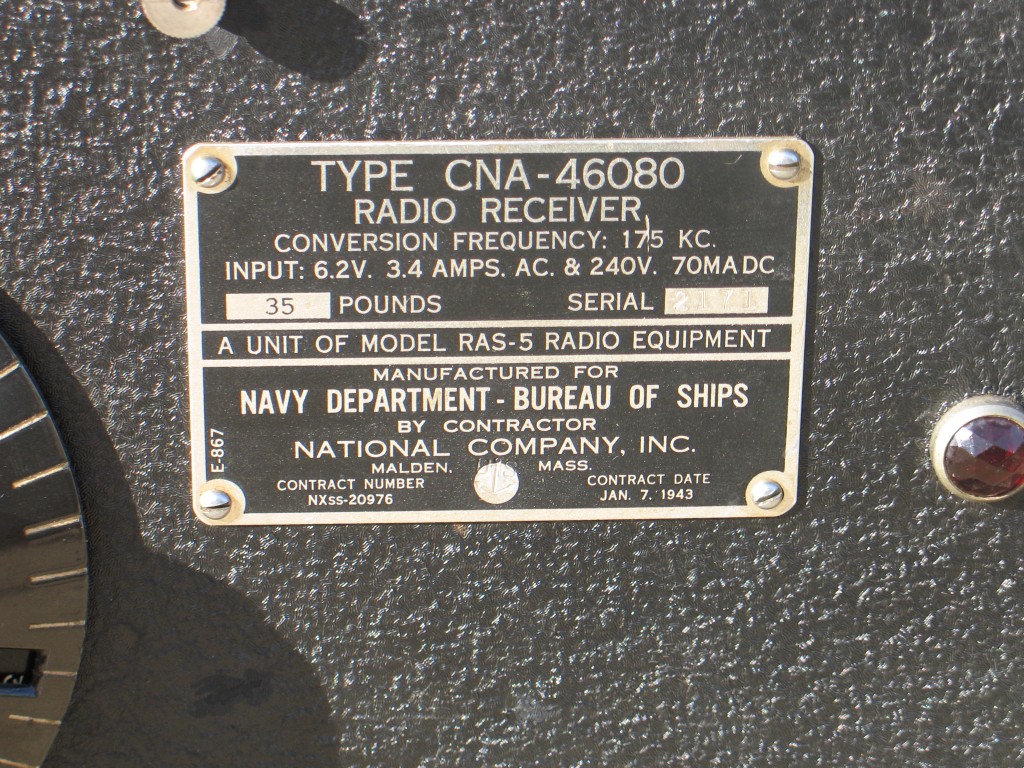 TYPE CNA-46080
RADIO RECEIVER
CONVERSION FREQUENCY: 175 KC.
INPUT: 6.2V. 3.4 AMPS. AC. & 240V. 70MA DC
35 POUNDS SERIAL 2171
A UNIT OF MODEL RAS-5 RADIO EQUIPMENT
MANUFACTURED FOR
NAVY DEPARTMENT - BUREAU OF SHIPS
BY CONTRACTOR
NATIONAL COMPANY, INC.
MALDEN, MASS.
CONTRACT NUMBER
NXSS-20976
CONTRACT DATE
JAN. 7. 1943
E-867